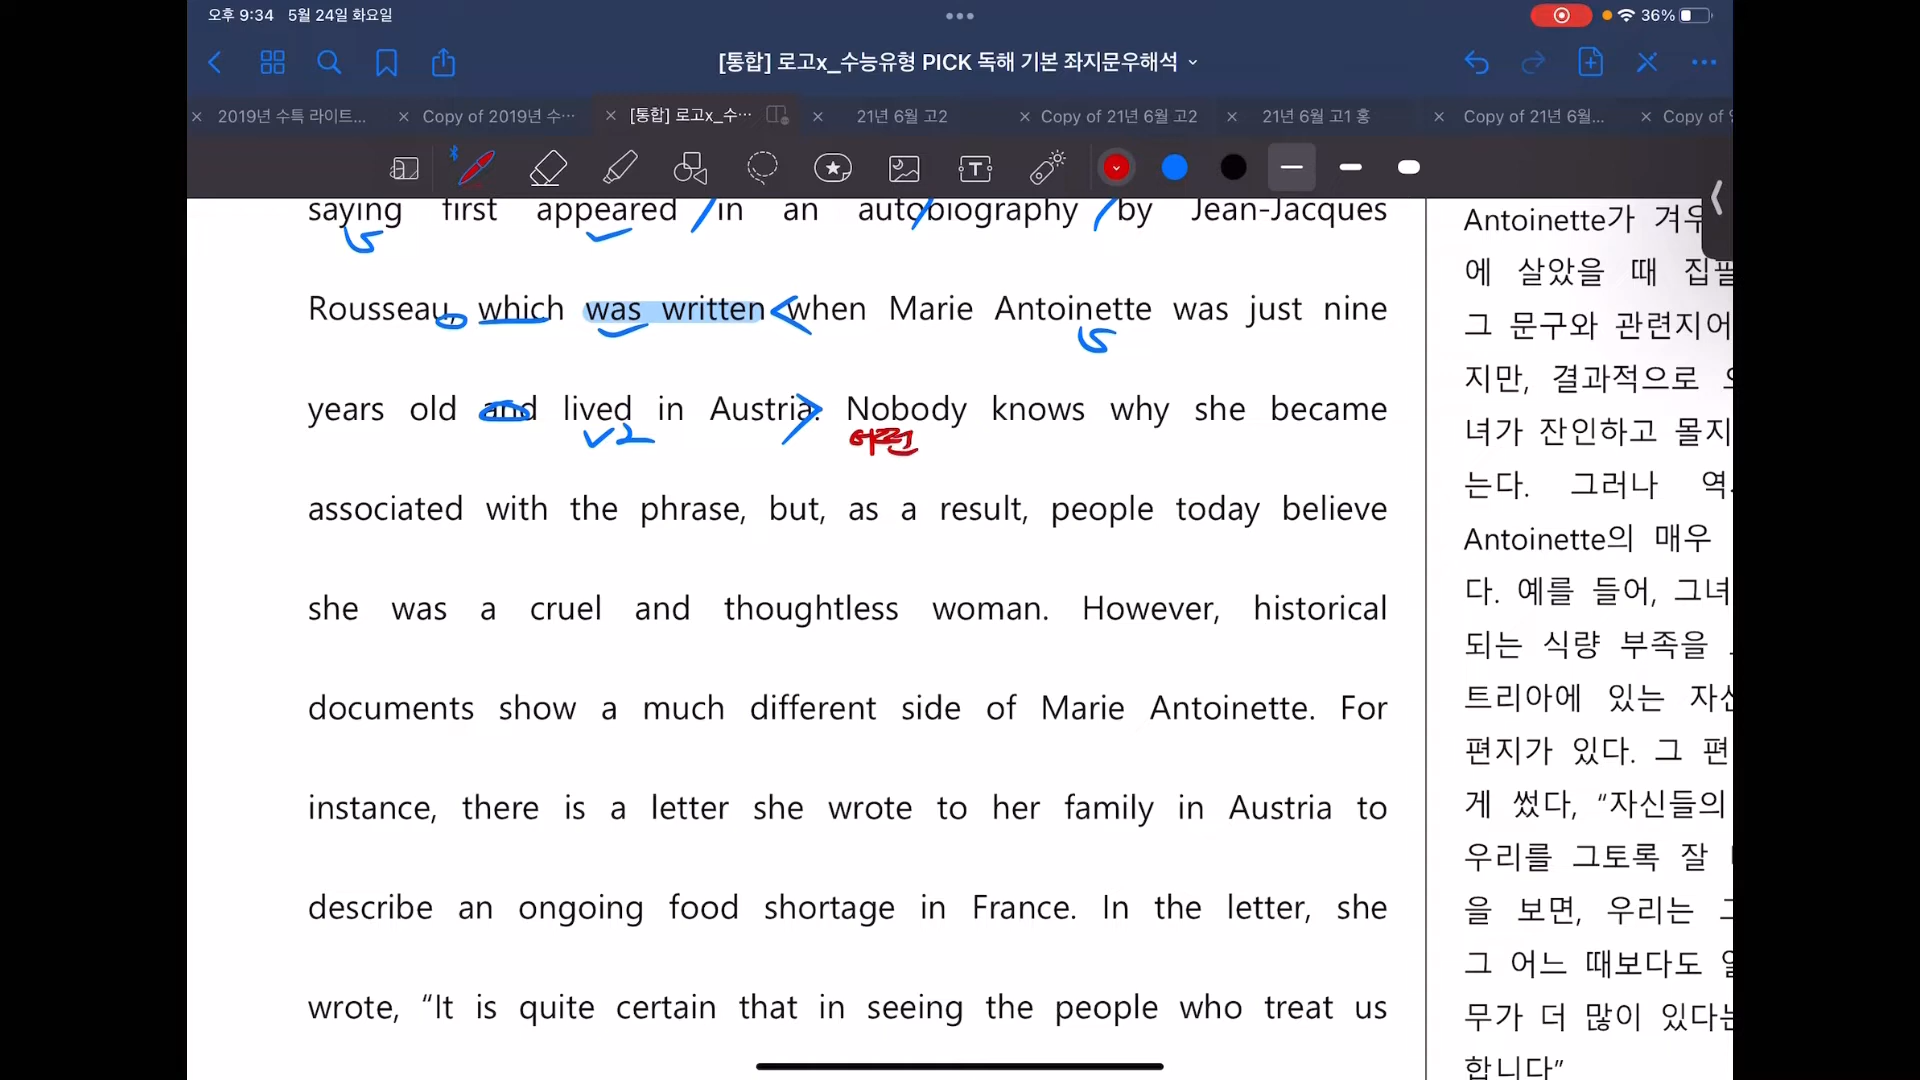 오후 9:34 5월 24일 화요일
36%
[통합] 로고x_수능유형 PICK 독해 기본 좌지문우해석
2019년 수특 라이트... Copy of 2019년 수... [통합] 로고x_수... 21년 6월 고2 Copy of 21년 6월 고2 21년 6월 고1 홍 Copy of 21년 6월... Copy of
saying first appeared in an autobiography by Jean-Jacques
Rousseau, which was written when Marie Antoinette was just nine
years old and lived in Austria. Nobody knows why she became
V2 어떤
associated with the phrase, but, as a result, people today believe
she was a cruel and thoughtless woman. However, historical
documents show a much different side of Marie Antoinette. For
instance, there is a letter she wrote to her family in Austria to
describe an ongoing food shortage in France. In the letter, she
wrote, “It is quite certain that in seeing the people who treat us
Antoinette가 겨우
에 살았을 때 집필
그 문구와 관련지어
지만, 결과적으로
녀가 잔인하고 몰지
는다. 그러나 역
Antoinette의 매우
다. 예를 들어, 그녀
되는 식량 부족을
트리아에 있는 자신
편지가 있다. 그 편
게 썼다, “자신들의
우리를 그토록 잘
을 보면, 우리는 그
그 어느 때보다도
무가 더 많이 있다는
합니다”